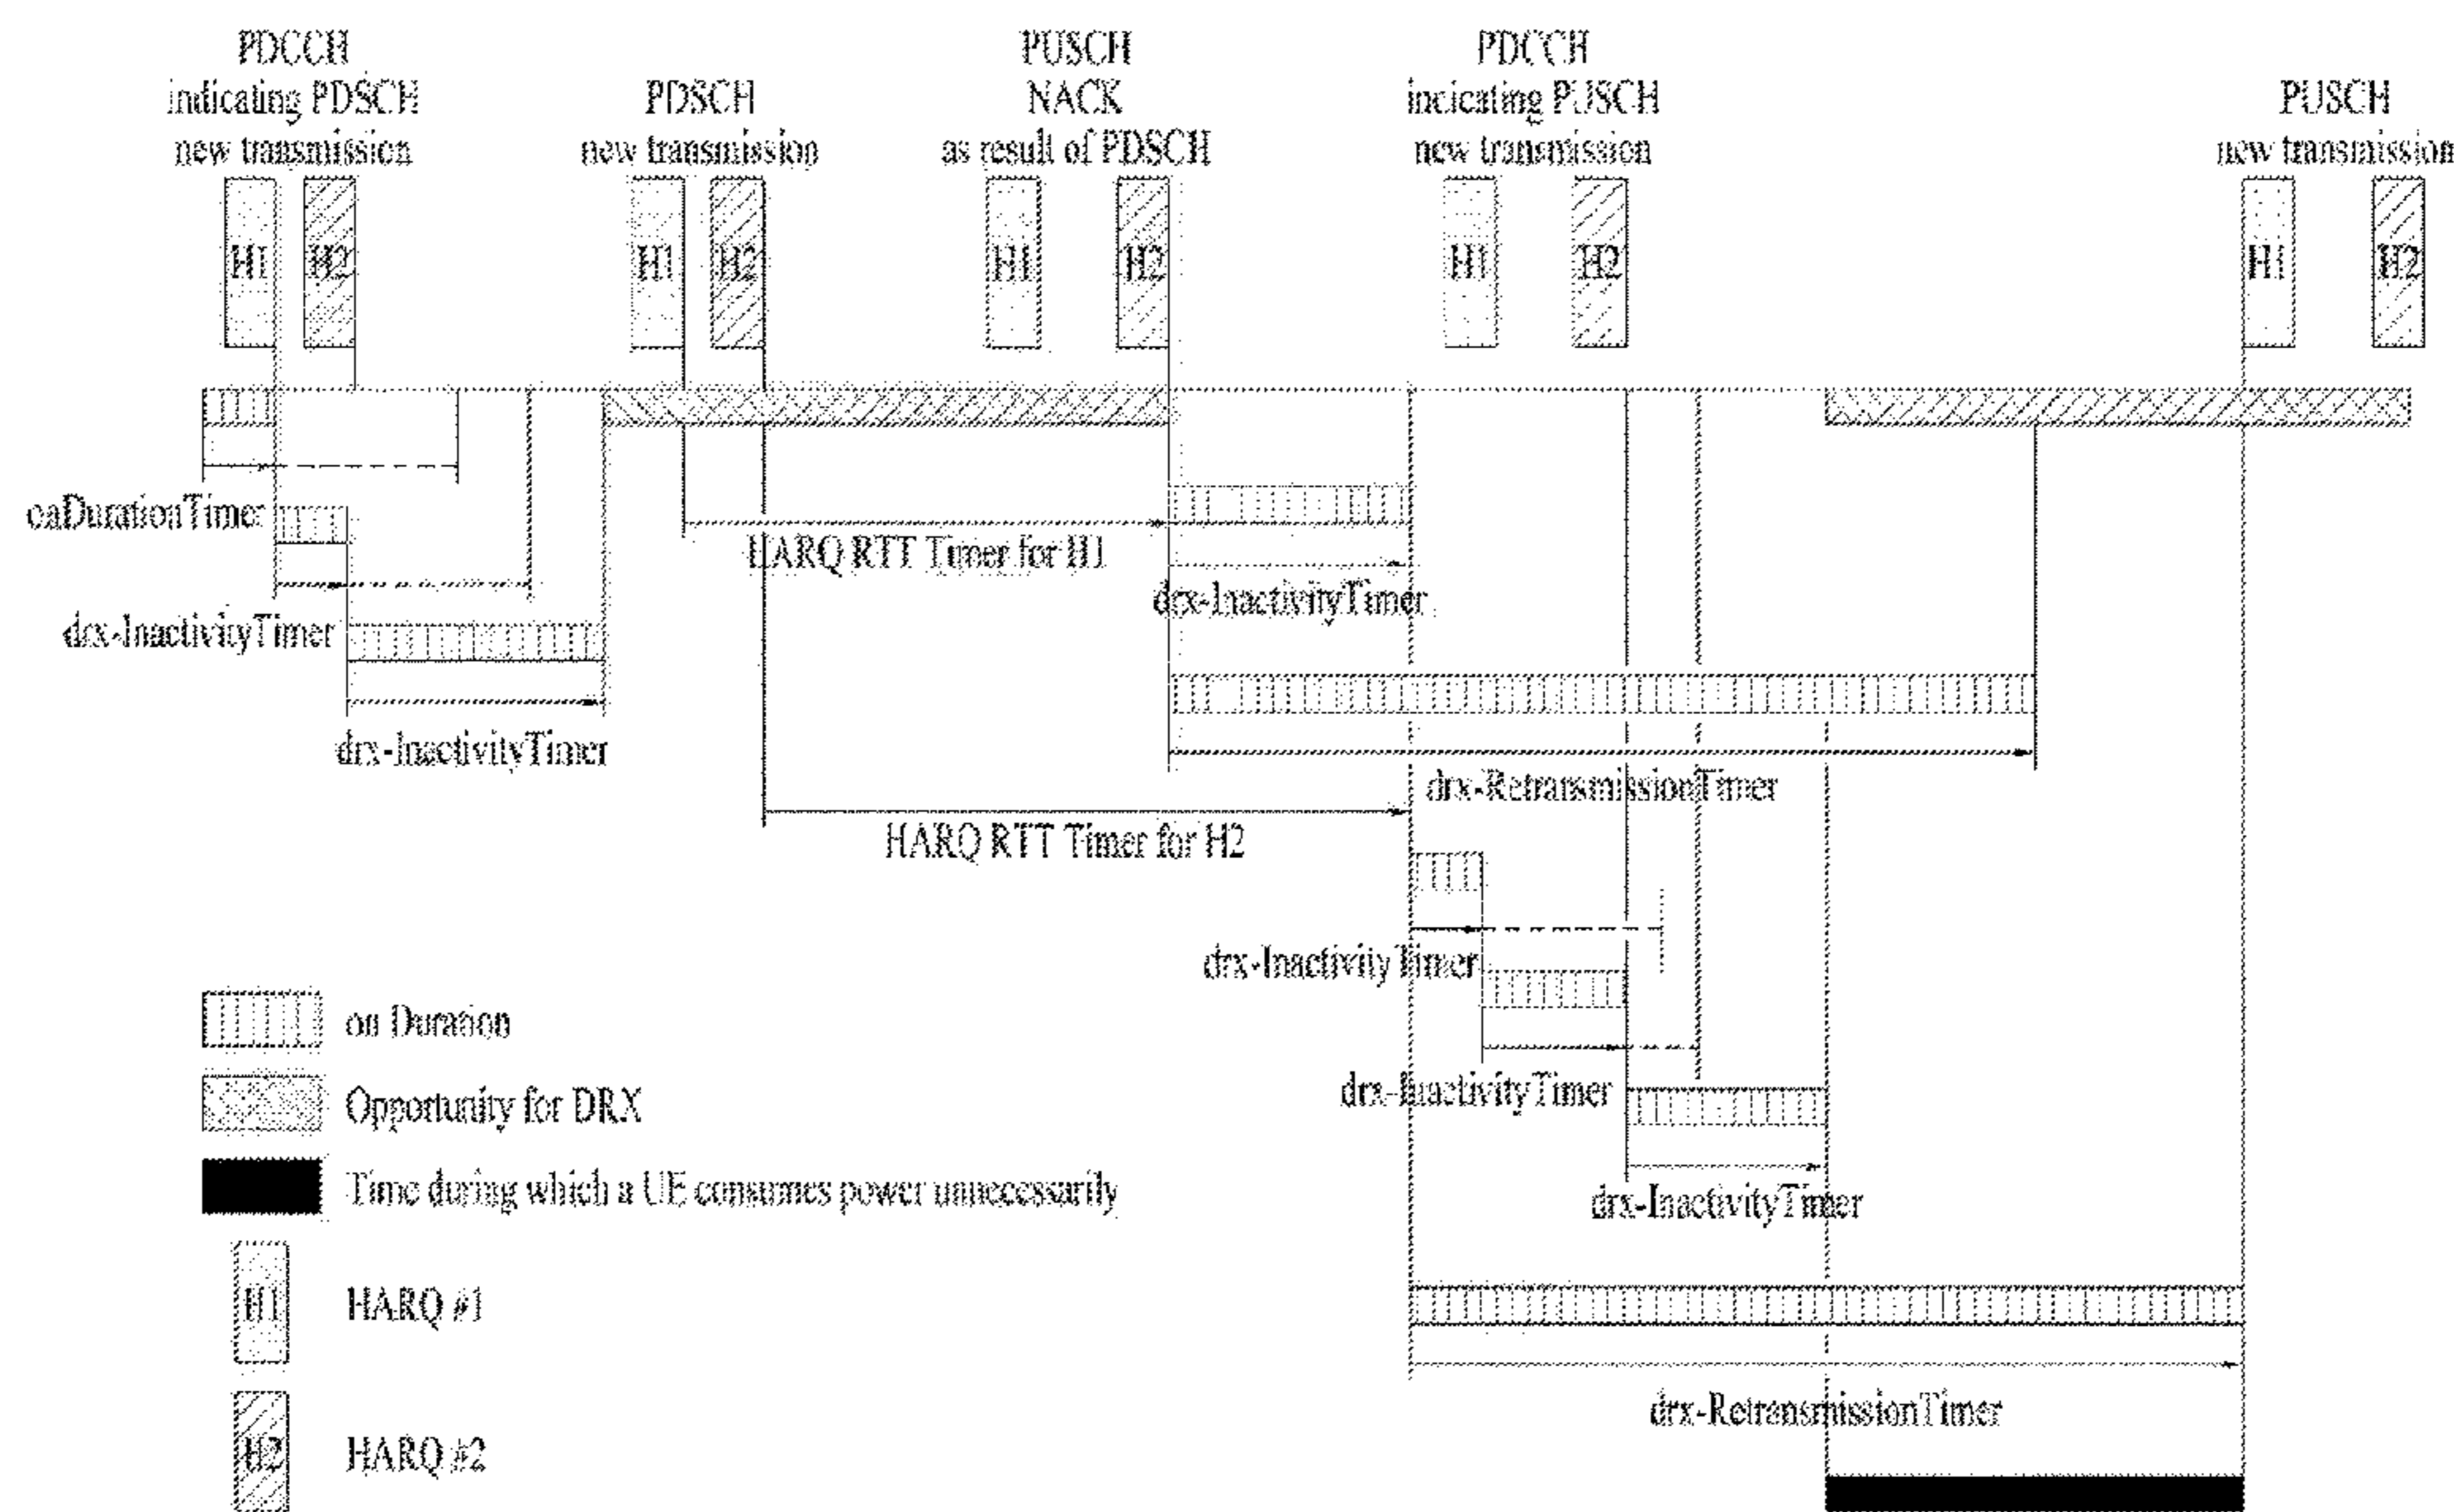 PDCCH
indicating PDSCH
new transmission
PDSCH
new transmission
PUSCH
NACK
as result of PDSCH
PDCCH
indicating PUSCH
new transmission
PUSCH
new transmission
H1
H2
H1
H2
H1
H2
H1
H2
H1
H2
onDurationTimer
HARQ RTT Timer for H1
drx-InactivityTimer
drx-InactivityTimer
drx-InactivityTimer
drx-RetransmissionTimer
HARQ RTT Timer for H2
drx-InactivityTimer
drx-InactivityTimer
drx-InactivityTimer
drx-RetransmissionTimer
on Duration
Opportunity for DRX
Time during which a UE consumes power unnecessarily
H1
HARQ #1
H2
HARQ #2